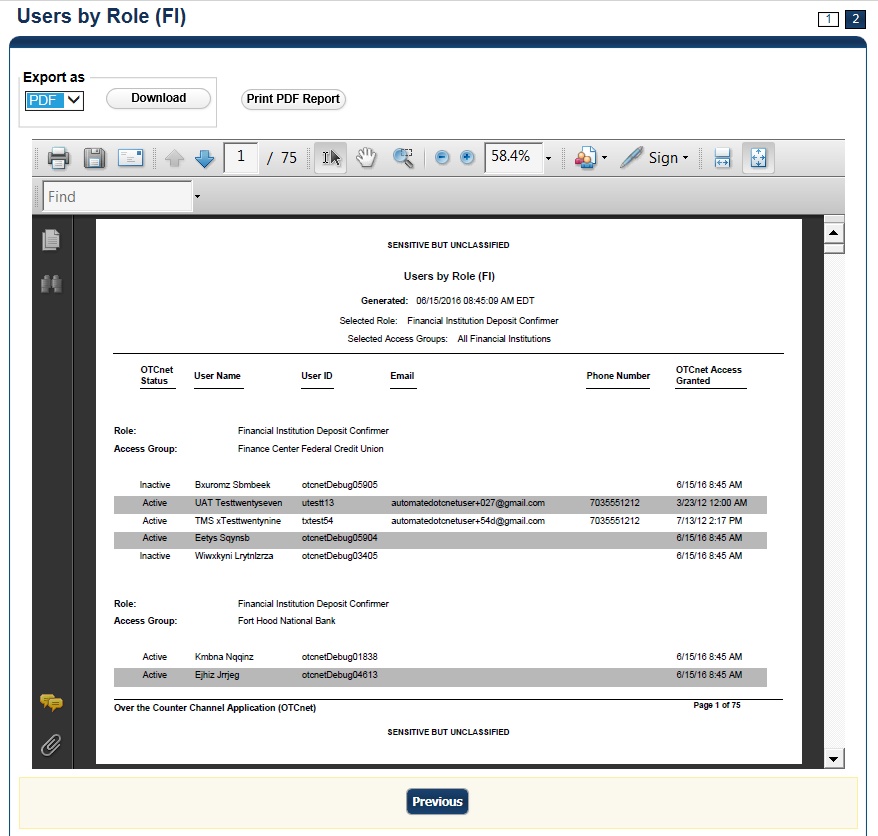 Users by Role (FI)
1 2
Export as
PDF Download Print PDF Report
1 / 75 58.4% Sign
Find
SENSITIVE BUT UNCLASSIFIED
Users by Role (FI)
Generated: 06/15/2016 08:45:09 AM EDT
Selected Role: Financial Institution Deposit Confirmer
Selected Access Groups: All Financial Institutions
OTCnet Status User Name User ID Email Phone Number OTCnet Access Granted
Role: Financial Institution Deposit Confirmer
Access Group: Finance Center Federal Credit Union
Inactive Bxuromz Sbmbeek otcnetDebug05905 6/15/16 8:45 AM
Active UAT Testtwentyseven utestt13 automatedotcnetuser+027@gmail.com 7035551212 3/23/12 12:00 AM
Active TMS xTesttwentynine txtest54 automatedotcnetuser+54d@gmail.com 7035551212 7/13/12 2:17 PM
Active Eetys Sqynsb otcnetDebug05904 6/15/16 8:45 AM
Inactive Wiwxkyni Lrytnlzrza otcnetDebug03405 6/15/16 8:45 AM
Role: Financial Institution Deposit Confirmer
Access Group: Fort Hood National Bank
Active Kmbna Nqqinz otcnetDebug01838 6/15/16 8:45 AM
Active Ejhiz Jrrjeg otcnetDebug04613 6/15/16 8:45 AM
Over the Counter Channel Application (OTCnet) Page 1 of 75
SENSITIVE BUT UNCLASSIFIED
Previous